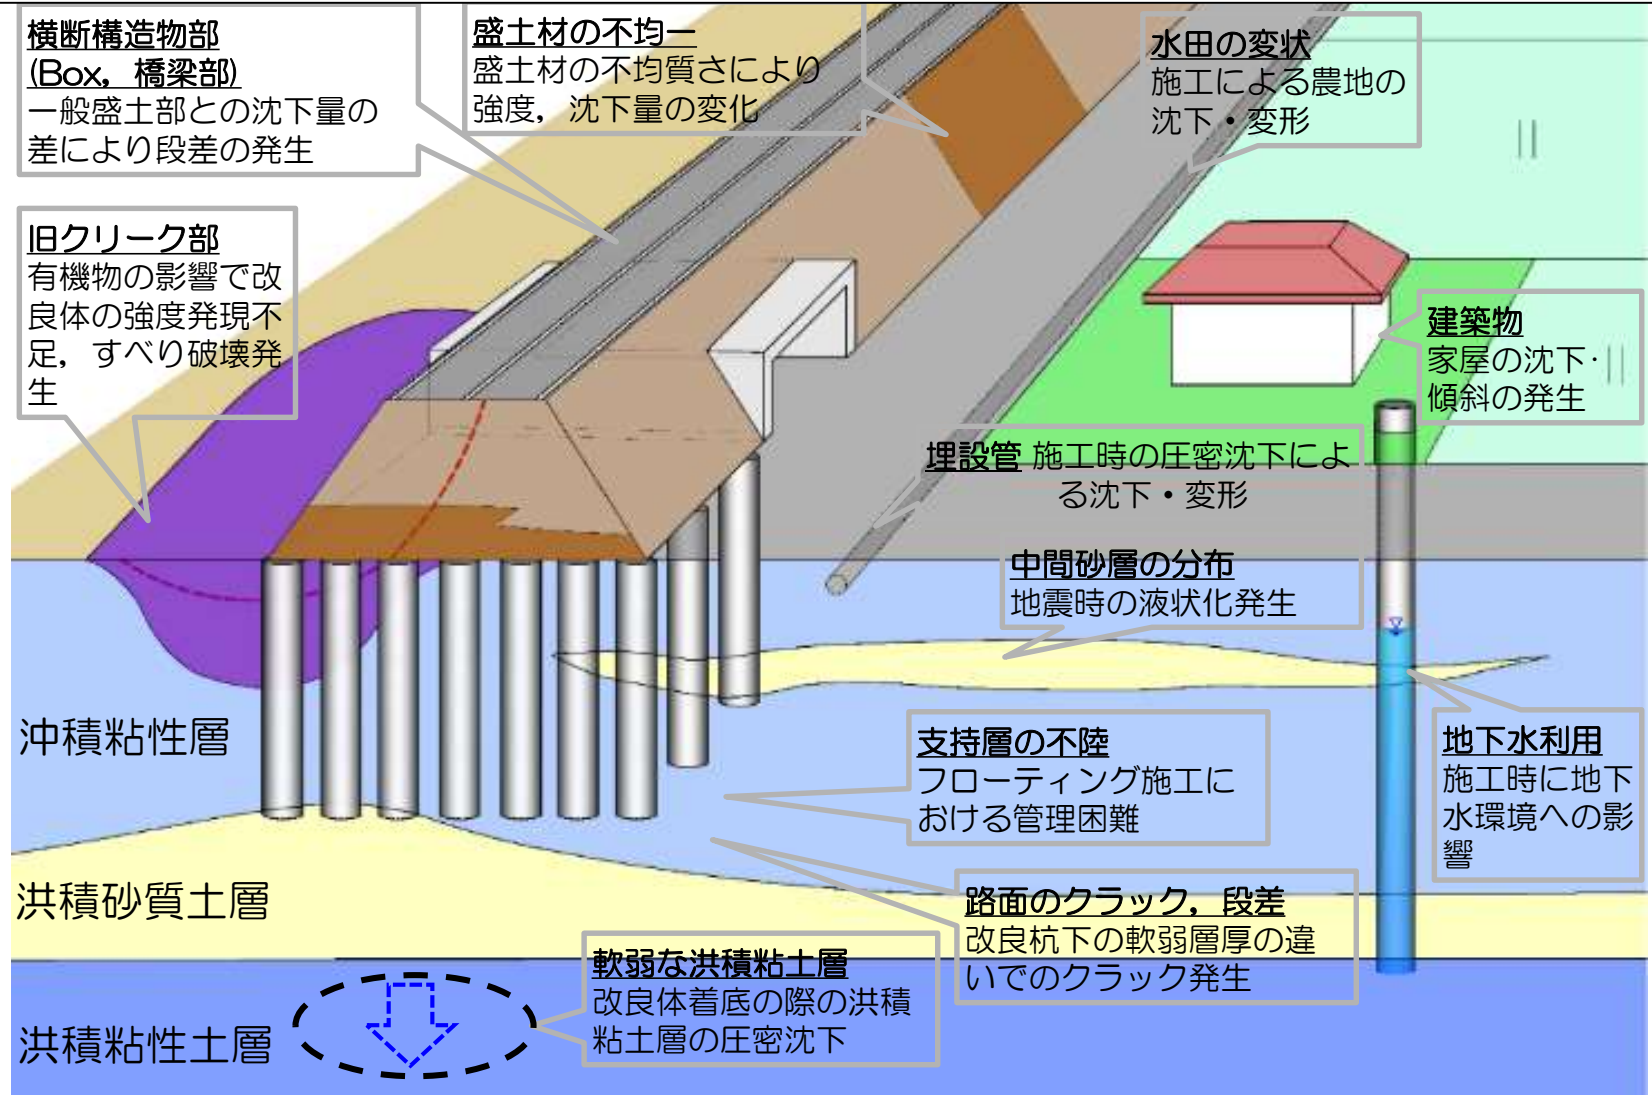 横断構造物部
(Box，橋梁部)
一般盛土部との沈下量の
差により段差の発生
盛土材の不均一
盛土材の不均質さにより
強度，沈下量の変化
水田の変状
施工による農地の
沈下・変形
旧クリーク部
有機物の影響で改
良体の強度発現不
足，すべり破壊発
生
建築物
家屋の沈下・
傾斜の発生
埋設管 施工時の圧密沈下によ
る沈下・変形
中間砂層の分布
地震時の液状化発生
沖積粘性層
支持層の不陸
フローティング施工に
おける管理困難
地下水利用
施工時に地下
水環境への影
響
洪積砂質土層
路面のクラック，段差
改良杭下の軟弱層厚の違
いでのクラック発生
軟弱な洪積粘土層
改良体着底の際の洪積
粘土層の圧密沈下
洪積粘性土層